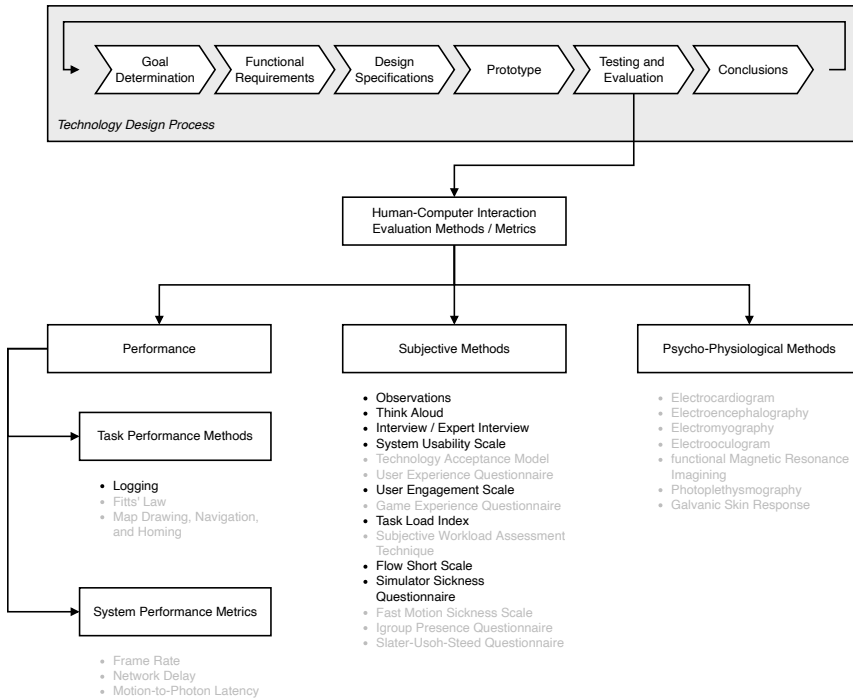 Goal
Determination
Functional
Requirements
Design
Specifications
Prototype
Testing and
Evaluation
Conclusions
Technology Design Process
Human-Computer Interaction
Evaluation Methods / Metrics
Performance
Subjective Methods
Psycho-Physiological Methods
Task Performance Methods
• Logging
• Fitts' Law
• Map Drawing, Navigation,
and Homing
System Performance Metrics
• Frame Rate
• Network Delay
• Motion-to-Photon Latency
• Observations
• Think Aloud
• Interview / Expert Interview
• System Usability Scale
• Technology Acceptance Model
• User Experience Questionnaire
• User Engagement Scale
• Game Experience Questionnaire
• Task Load Index
• Subjective Workload Assessment
Technique
• Flow Short Scale
• Simulator Sickness
Questionnaire
• Fast Motion Sickness Scale
• Igroup Presence Questionnaire
• Slater-Usoh-Steed Questionnaire
• Electrocardiogram
• Electroencephalography
• Electromyography
• Electrooculogram
• functional Magnetic Resonance
Imagining
• Photoplethysmography
• Galvanic Skin Response